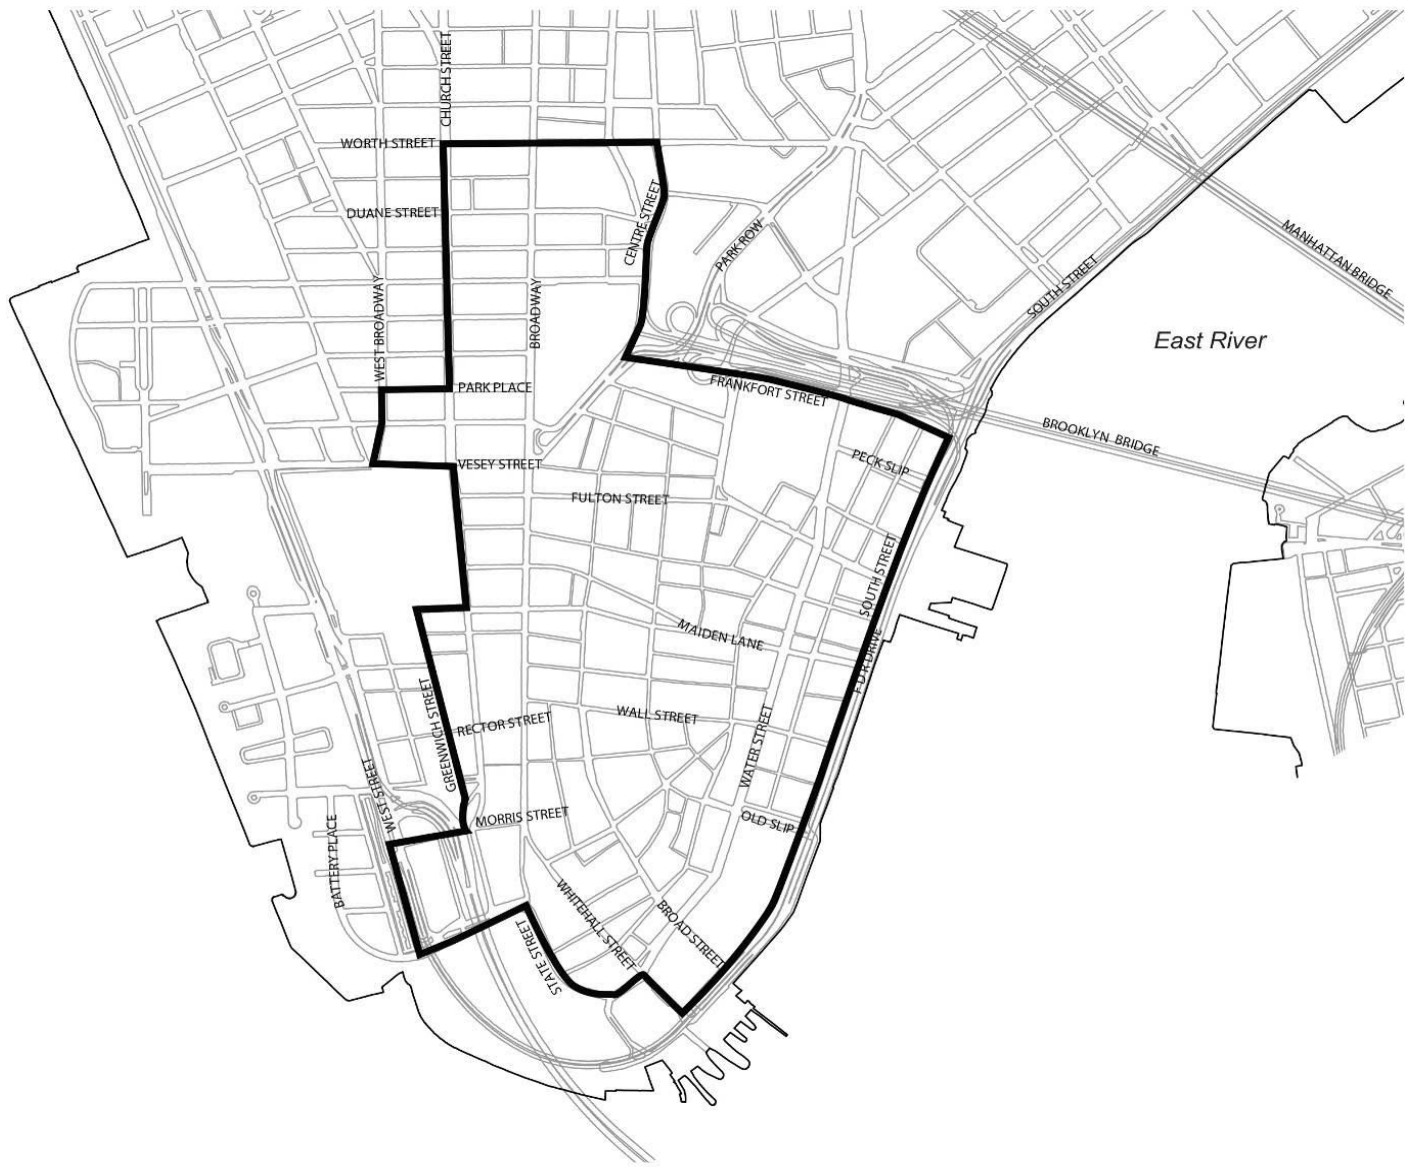 CHURCH STREET
WORTH STREET
DUANE STREET
CENTRE STREET
PARK ROW
MANHATTAN BRIDGE
SOUTH STREET
WEST BROADWAY
BROADWAY
East River
PARK PLACE
FRANKFORT STREET
BROOKLYN BRIDGE
VESEY STREET
PECK SLIP
FULTON STREET
SOUTH STREET
MAIDEN LANE
F D R DRIVE
GREENWICH STREET
RECTOR STREET
WALL STREET
WATER STREET
WEST STREET
MORRIS STREET
OLD SLIP
BATTERY PLACE
WHITEHALL STREET
BROAD STREET
STATE STREET